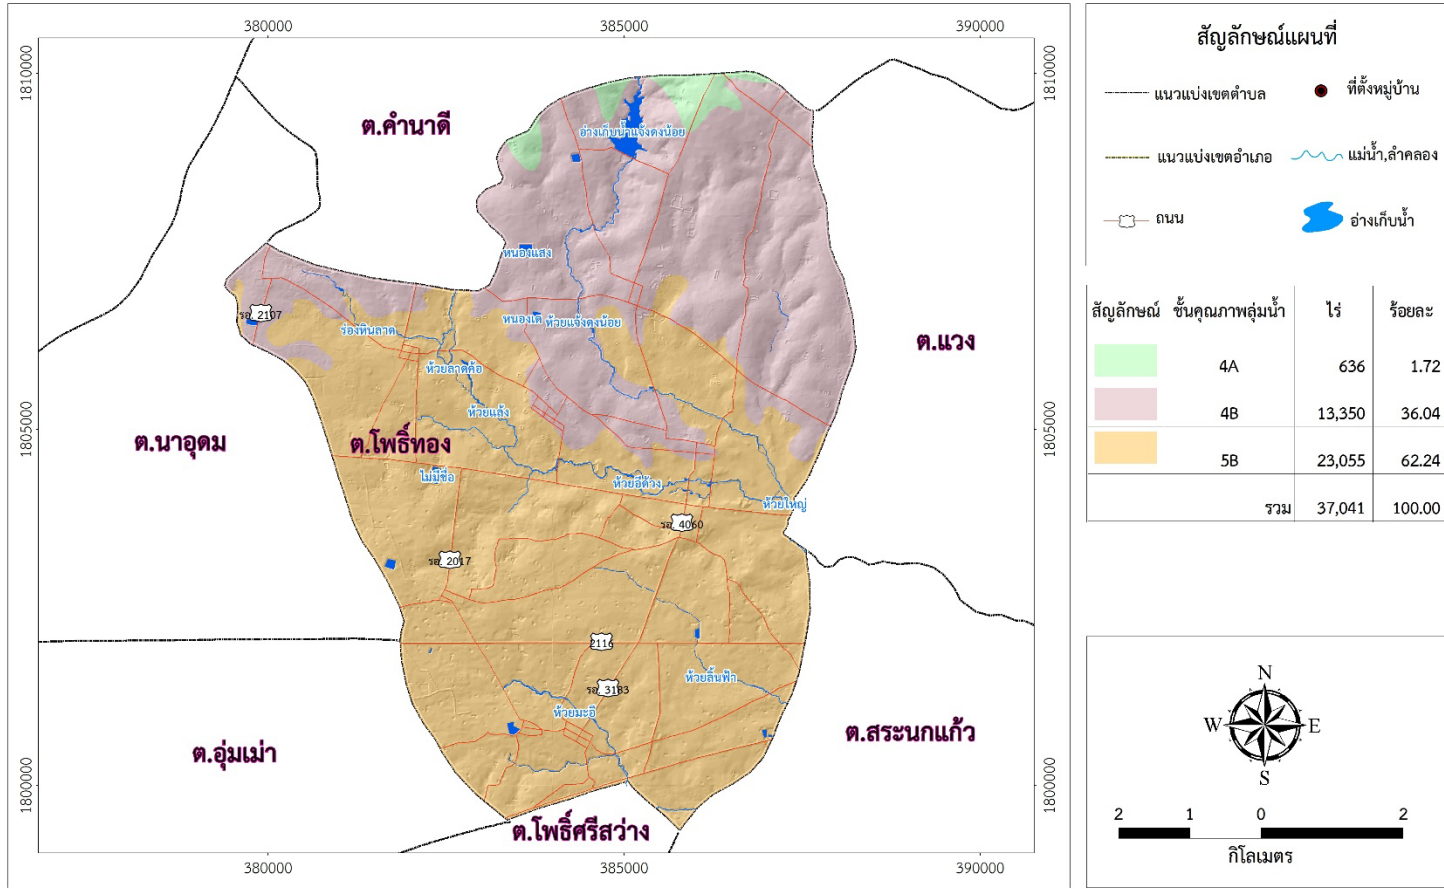 380000
385000
390000
1810000
1810000
ต.คำนาดี
อ่างเก็บน้ำแจ้งดงน้อย
หนองแสง
รอ. 2107
ร่องหินลาด
หนองเค
ห้วยแจ้งดงน้อย
ต.แวง
ห้วยลาดค้อ
ห้วยแล้ง
1805000
1805000
ต.นาอุดม
ต.โพธิ์ทอง
ไม่มีชื่อ
ห้วยอีด้วง
ห้วยใหญ่
รอ. 4060
รอ. 2017
2116
ห้วยลิ้นฟ้า
รอ. 3183
ห้วยมะอึ
ต.สระนกแก้ว
ต.อุ่มเม่า
1800000
1800000
ต.โพธิ์ศรีสว่าง
380000
385000
390000
สัญลักษณ์แผนที่
แนวแบ่งเขตตำบล
ที่ตั้งหมู่บ้าน
แนวแบ่งเขตอำเภอ
แม่น้ำ,ลำคลอง
ถนน
อ่างเก็บน้ำ
สัญลักษณ์ ชั้นคุณภาพลุ่มน้ำ ไร่ ร้อยละ
4A 636 1.72
4B 13,350 36.04
5B 23,055 62.24
รวม 37,041 100.00
N
W E
S
2 1 0 2
กิโลเมตร